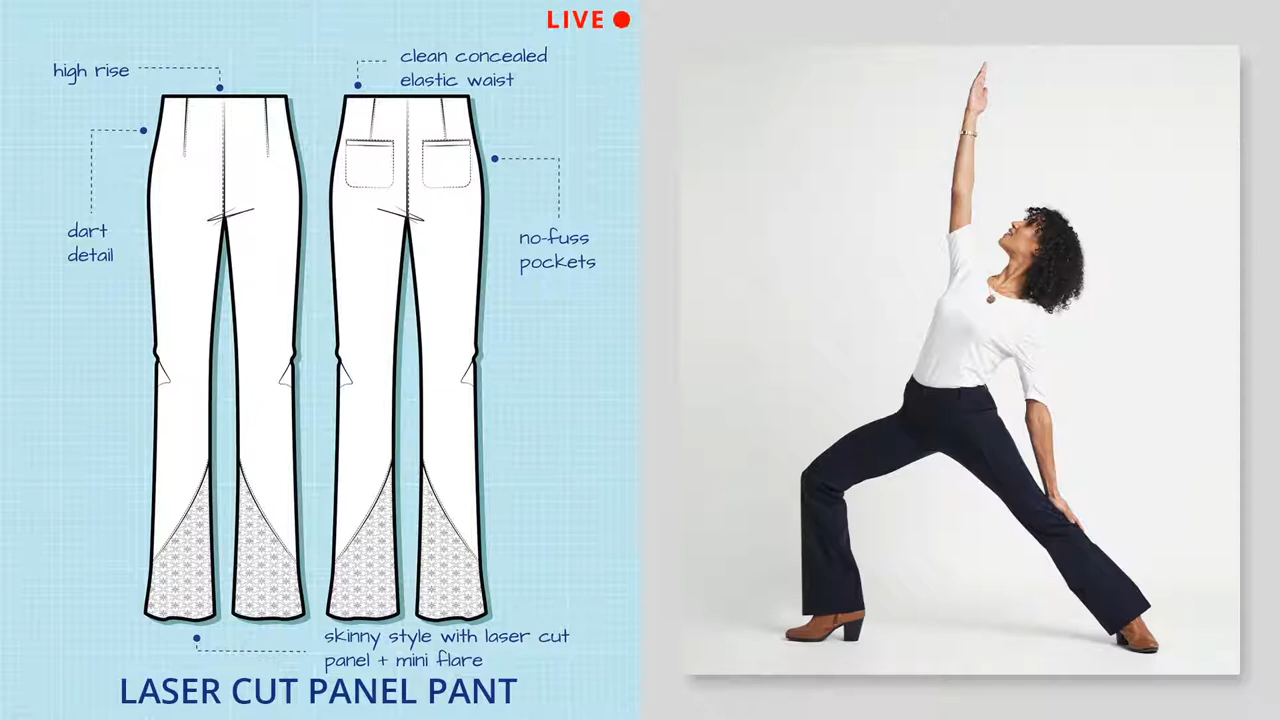 LIVE
high rise
clean concealed
elastic waist
dart
detail
no-fuss
pockets
skinny style with laser cut
panel + mini flare
LASER CUT PANEL PANT